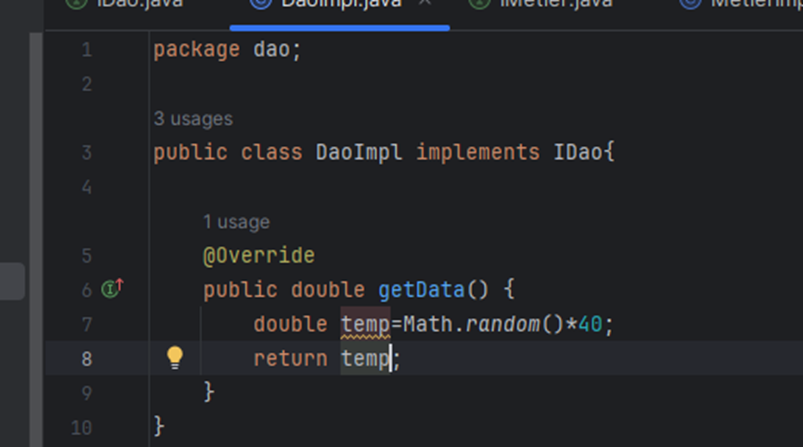 IDao.java DaoImpl.java IMetier.java
1 package dao;
2
3 usages
3 public class DaoImpl implements IDao{
4
1 usage
5 @Override
6 public double getData() {
7 double temp=Math.random()*40;
8 return temp;
9 }
10 }